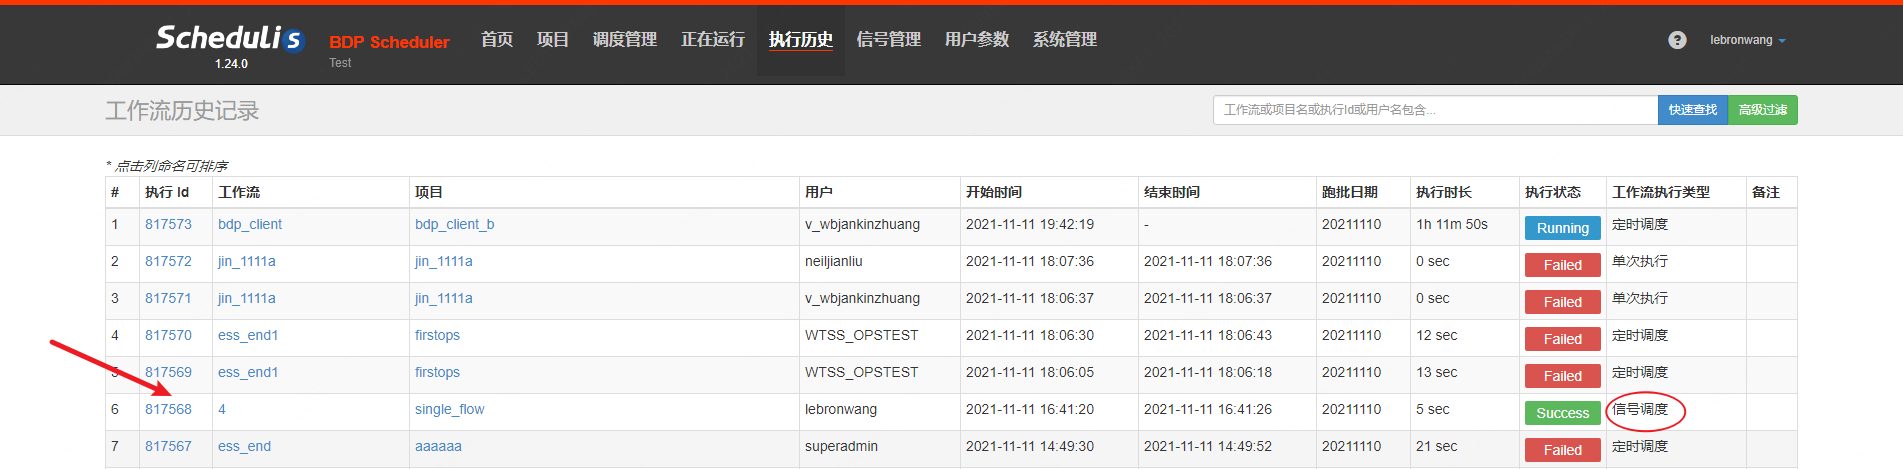 Schedulis
1.24.0
BDP Scheduler
Test
首页 项目 调度管理 正在运行 执行历史 信号管理 用户参数 系统管理
? lebronwang
工作流历史记录
工作流或项目名或执行Id或用户名包含... 快速查找 高级过滤
* 点击列命名可排序
# 执行 Id 工作流 项目 用户 开始时间 结束时间 跑批日期 执行时长 执行状态 工作流执行类型 备注
1 817573 bdp_client bdp_client_b v_wbjankinzhuang 2021-11-11 19:42:19 - 20211110 1h 11m 50s Running 定时调度
2 817572 jin_1111a jin_1111a neiljianliu 2021-11-11 18:07:36 2021-11-11 18:07:36 20211110 0 sec Failed 单次执行
3 817571 jin_1111a jin_1111a v_wbjankinzhuang 2021-11-11 18:06:37 2021-11-11 18:06:37 20211110 0 sec Failed 单次执行
4 817570 ess_end1 firstops WTSS_OPSTEST 2021-11-11 18:06:30 2021-11-11 18:06:43 20211110 12 sec Failed 定时调度
5 817569 ess_end1 firstops WTSS_OPSTEST 2021-11-11 18:06:05 2021-11-11 18:06:18 20211110 13 sec Failed 定时调度
6 817568 4 single_flow lebronwang 2021-11-11 16:41:20 2021-11-11 16:41:26 20211110 5 sec Success 信号调度
7 817567 ess_end aaaaaa superadmin 2021-11-11 14:49:30 2021-11-11 14:49:52 20211110 21 sec Failed 定时调度